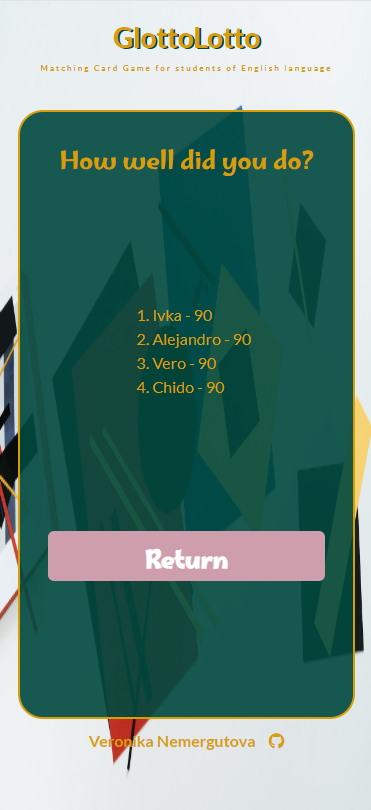 GlottoLotto
Matching Card Game for students of English language
How well did you do?
1. Ivka - 90
2. Alejandro - 90
3. Vero - 90
4. Chido - 90
Return
Veronika Nemergutova